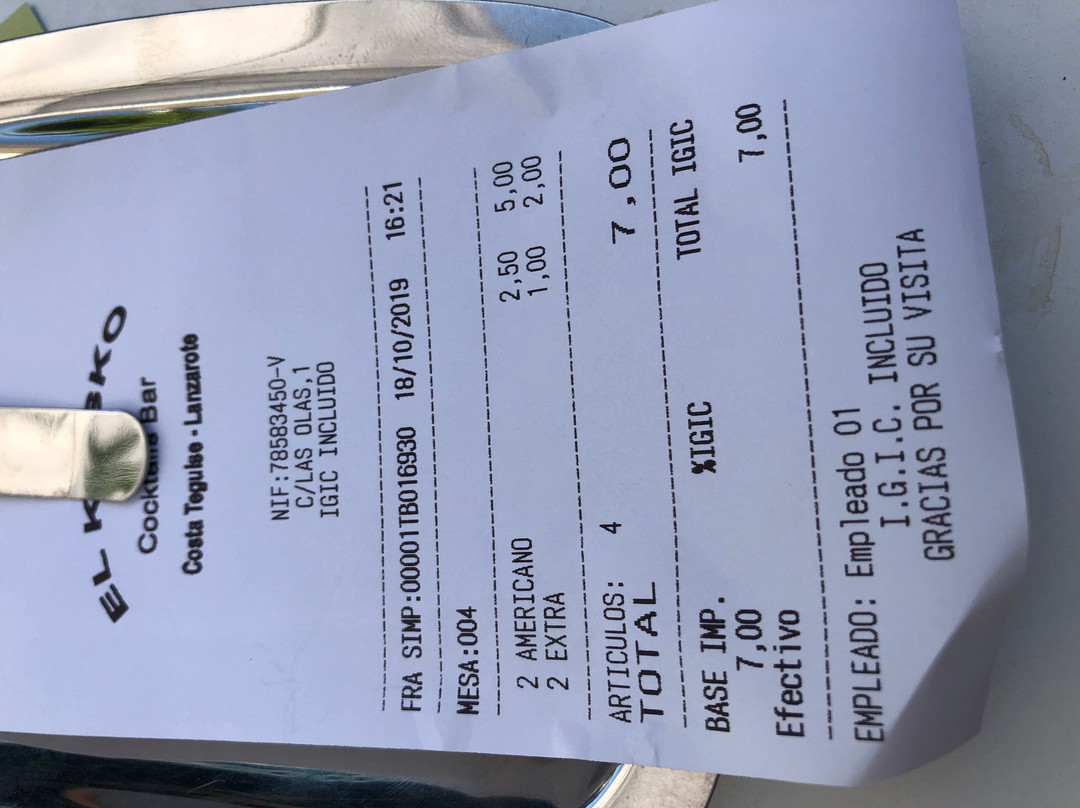 EL
Bar
Costa Teguise - Lanzarote
NIF:78583450-V
C/LAS OLAS,1
IGIC INCLUIDO
FRA SIMP:00001TB016930 18/10/2019 16:21
MESA:004
2 AMERICANO 2,50 5,00
2 EXTRA 1,00 2,00
ARTICULOS: 4
TOTAL 7,00
BASE IMP. %IGIC TOTAL IGIC
7,00
Efectivo 7,00
EMPLEADO: Empleado 01
I.G.I.C. INCLUIDO
GRACIAS POR SU VISITA